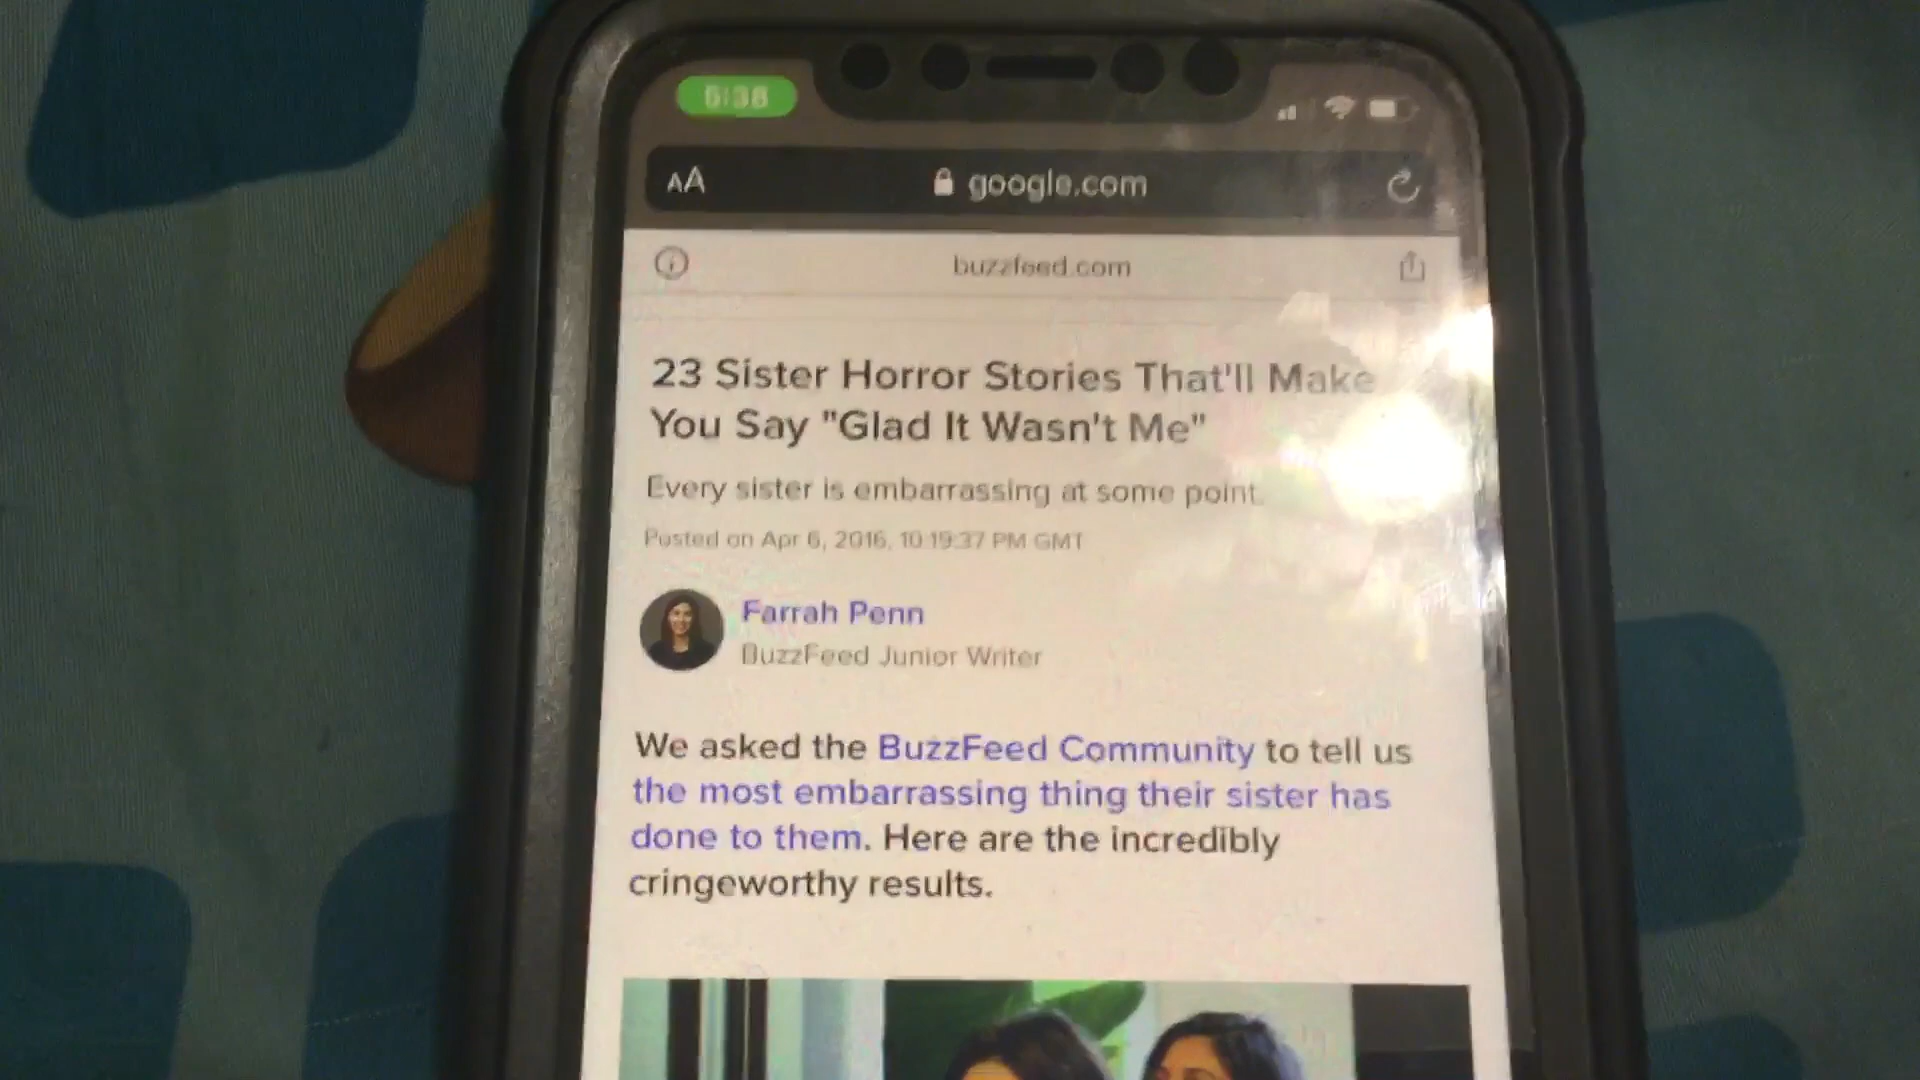 5:38
AA google.com
buzzfeed.com
23 Sister Horror Stories That'll Make
You Say "Glad It Wasn't Me"
Every sister is embarrassing at some point.
Posted on Apr 6, 2016, 10:19:37 PM GMT
Farrah Penn
BuzzFeed Junior Writer
We asked the BuzzFeed Community to tell us
the most embarrassing thing their sister has
done to them. Here are the incredibly
cringeworthy results.